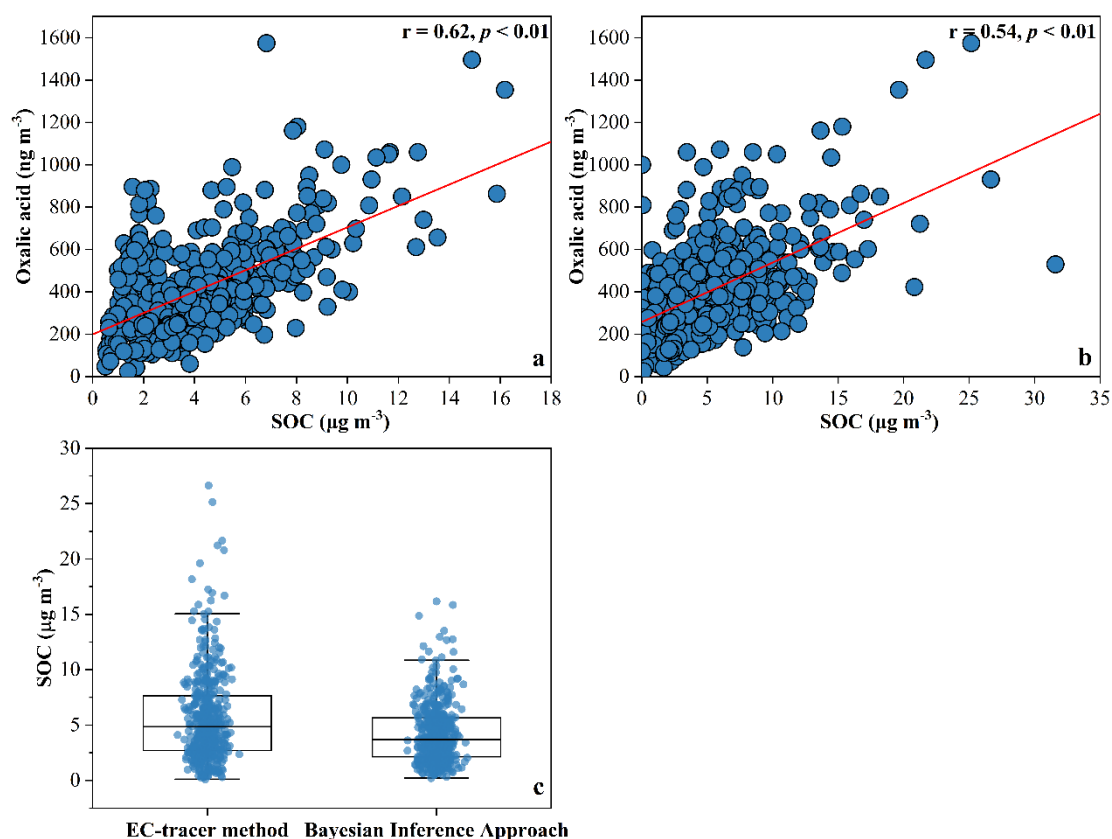 r = 0.62, p < 0.01
1600
1400
1200
1000
800
600
400
200
0
Oxalic acid (ng m⁻³)
a
0 2 4 6 8 10 12 14 16 18
SOC (μg m⁻³)
r = 0.54, p < 0.01
1600
1400
1200
1000
800
600
400
200
0
Oxalic acid (ng m⁻³)
b
0 5 10 15 20 25 30 35
SOC (μg m⁻³)
30
25
20
15
10
5
0
SOC (μg m⁻³)
c
EC-tracer method Bayesian Inference Approach